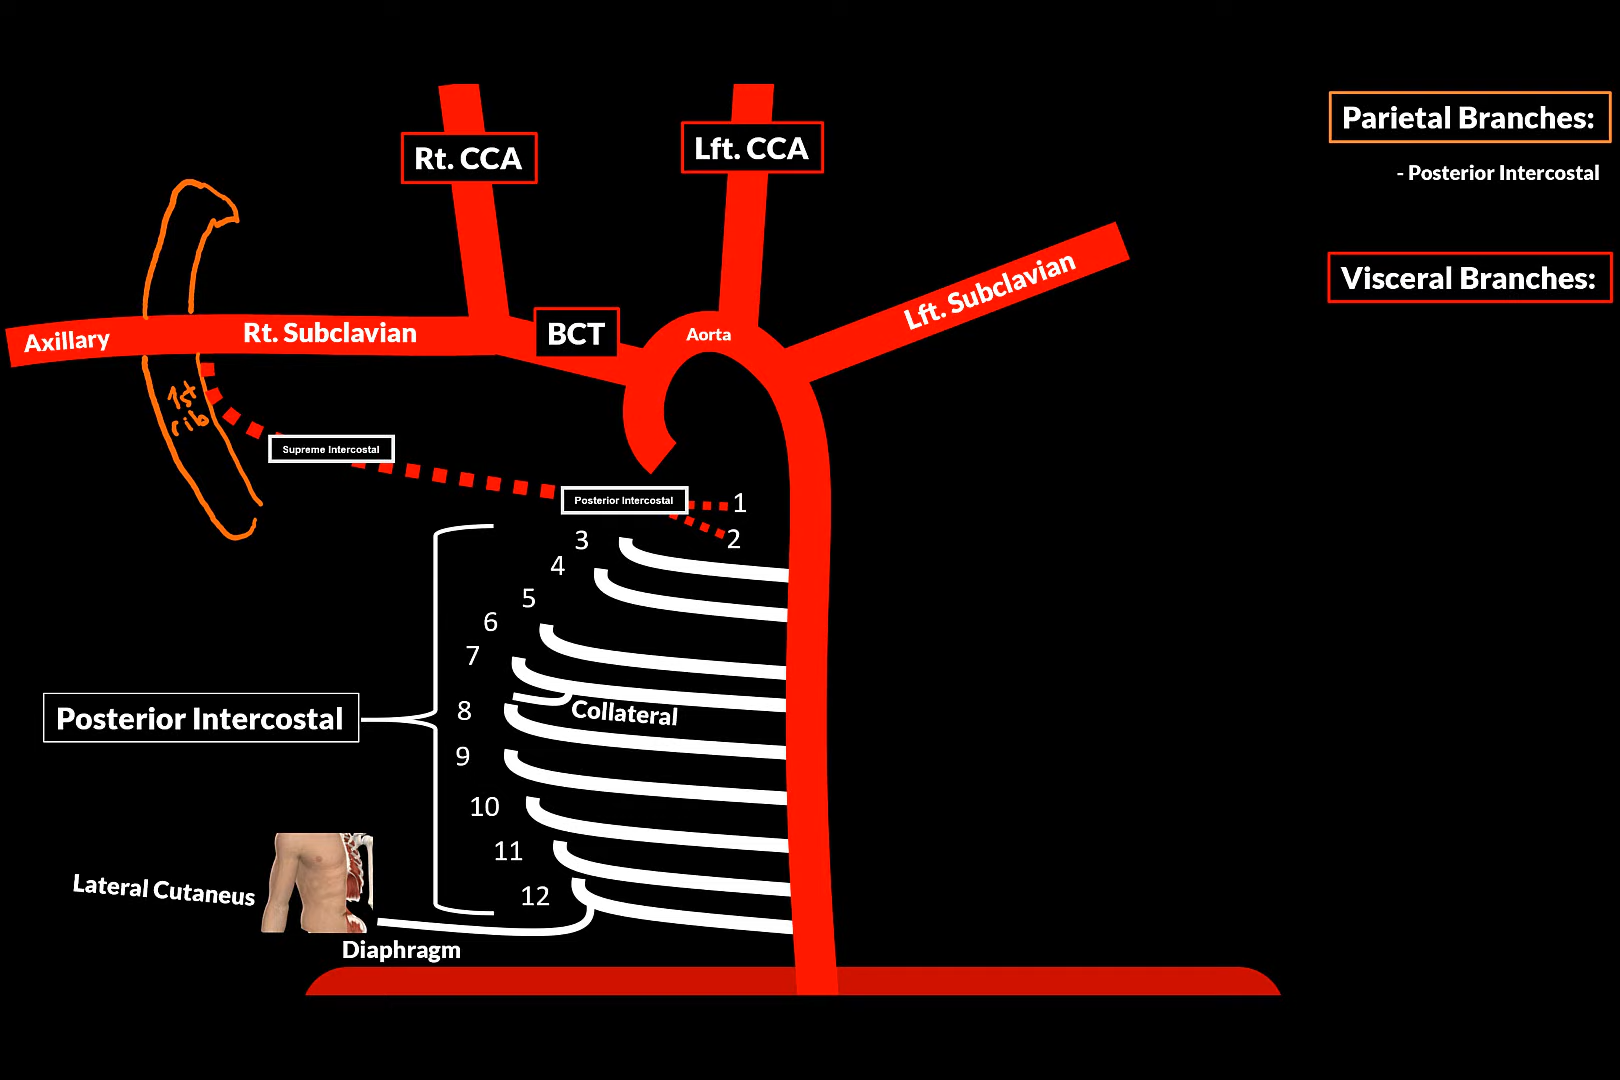 Parietal Branches:
Rt. CCA
Lft. CCA
- Posterior Intercostal
Visceral Branches:
Axillary
Rt. Subclavian
BCT
Aorta
Lft. Subclavian
1st
rib
Supreme Intercostal
Posterior Intercostal
1
2
3
4
5
6
7
8
Collateral
Posterior Intercostal
9
10
11
12
Lateral Cutaneus
Diaphragm